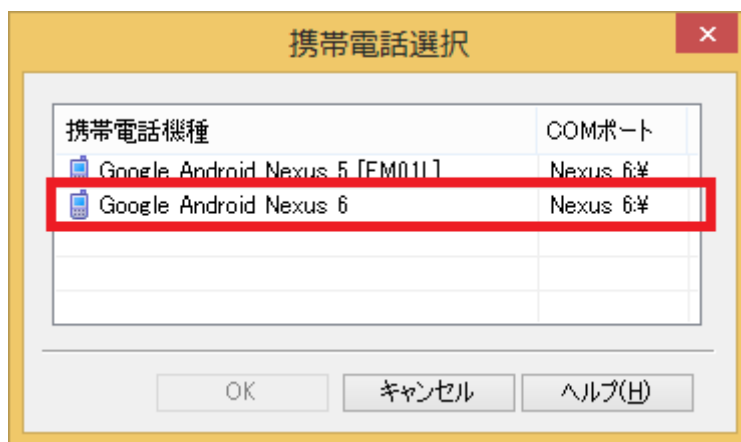 携帯電話選択
×
携帯電話機種 COMポート
Google Android Nexus 5 [EM01L] Nexus 6:¥
Google Android Nexus 6 Nexus 6:¥
OK キャンセル ヘルプ(H)